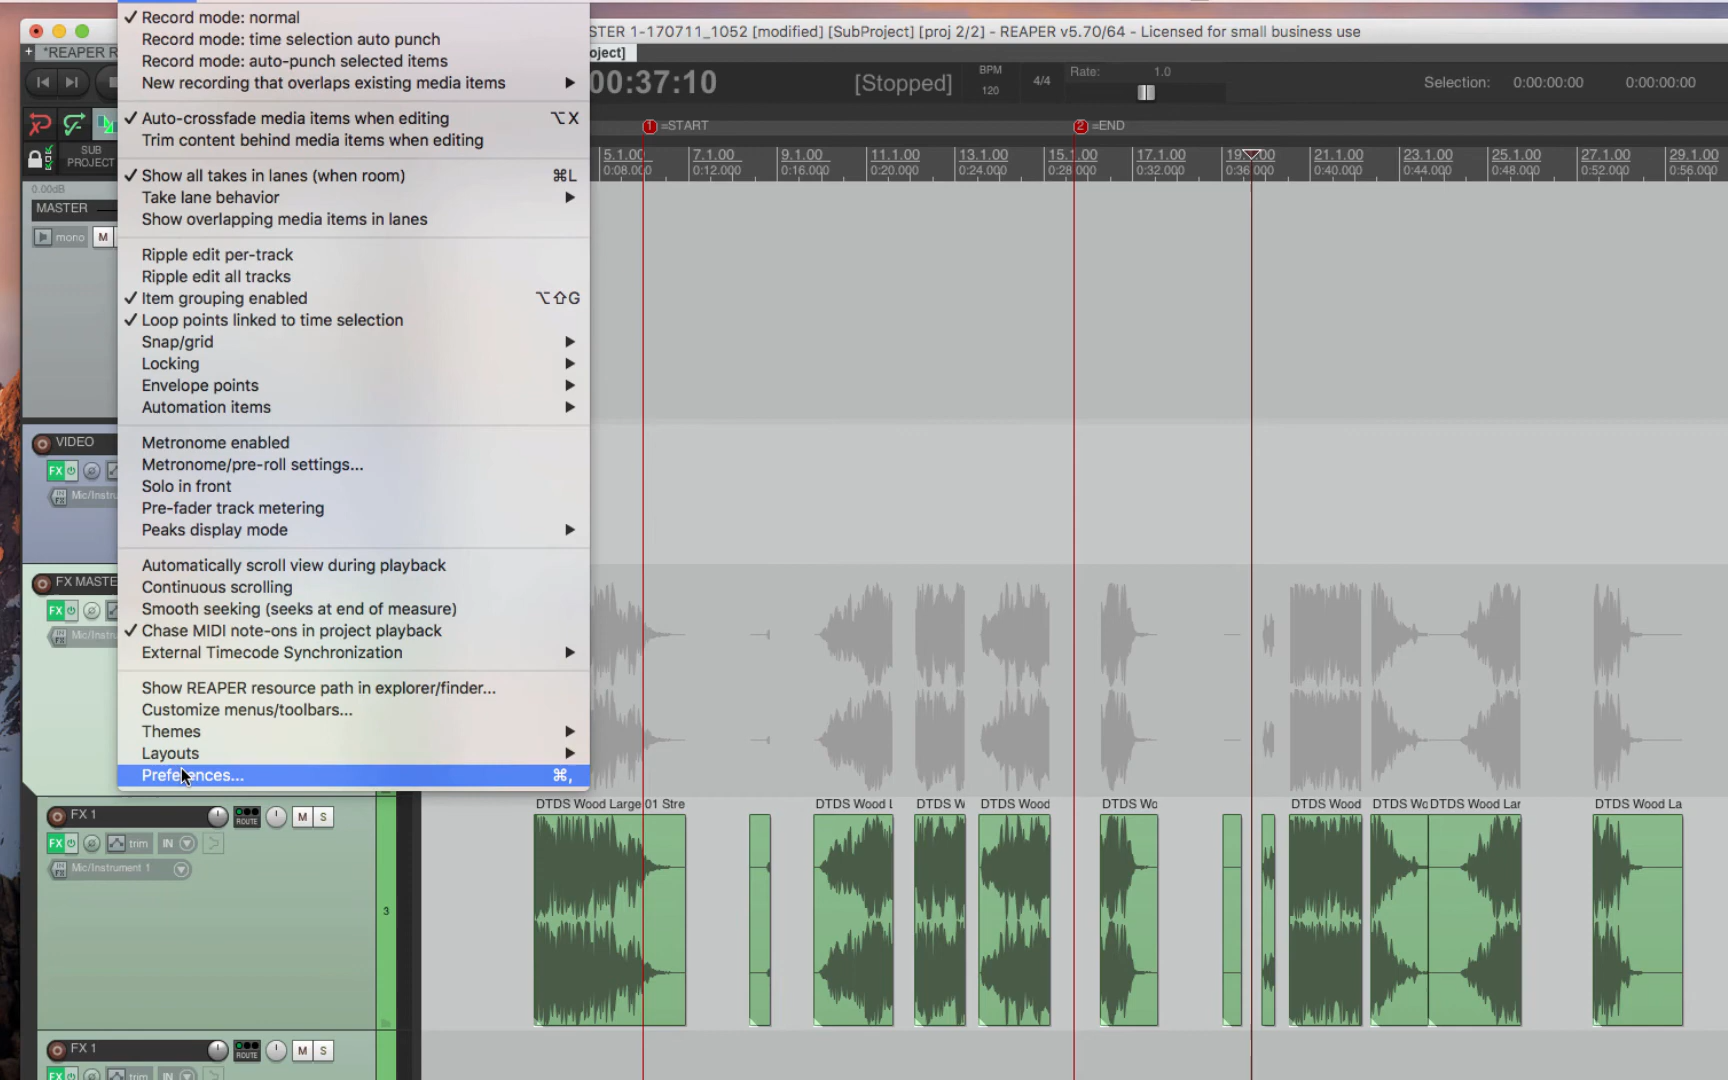 Record mode: normal
Record mode: time selection auto punch
Record mode: auto-punch selected items
New recording that overlaps existing media items
Auto-crossfade media items when editing ⌥X
Trim content behind media items when editing
Show all takes in lanes (when room) ⌘L
Take lane behavior
Show overlapping media items in lanes
Ripple edit per-track
Ripple edit all tracks
Item grouping enabled ⌥⇧G
Loop points linked to time selection
Snap/grid
Locking
Envelope points
Automation items
Metronome enabled
Metronome/pre-roll settings...
Solo in front
Pre-fader track metering
Peaks display mode
Automatically scroll view during playback
Continuous scrolling
Smooth seeking (seeks at end of measure)
Chase MIDI note-ons in project playback
External Timecode Synchronization
Show REAPER resource path in explorer/finder...
Customize menus/toolbars...
Themes
Layouts
Preferences... ⌘,
STER 1-170711_1052 [modified] [SubProject] [proj 2/2] - REAPER v5.70/64 - Licensed for small business use
+ *REAPER R
oject]
00:37:10
[Stopped]
BPM
120
4/4
Rate: 1.0
Selection: 0:00:00:00 0:00:00:00
1 =START
2 =END
5.1.00 7.1.00 9.1.00 11.1.00 13.1.00 15.1.00 17.1.00 21.1.00 23.1.00 25.1.00 27.1.00 29.1.00
0:08.000 0:12.000 0:16.000 0:20.000 0:24.000 0:28.000 0:32.000 0:36.000 0:40.000 0:44.000 0:48.000 0:52.000 0:56.000
SUB
PROJECT
0.00dB
MASTER
mono M
VIDEO
FX
IN
FX
Mic/Instru
FX MASTE
FX
IN
FX
Mic/Instru
FX 1
ROUTE
M S
FX trim IN
IN
FX
Mic/Instrument 1
3
DTDS Wood Large 01 Stre
DTDS Wood L
DTDS W
DTDS Wood
DTDS Wo
DTDS Wood
DTDS Wo
DTDS Wood Lar
DTDS Wood La
FX 1
ROUTE
M S
FX trim IN